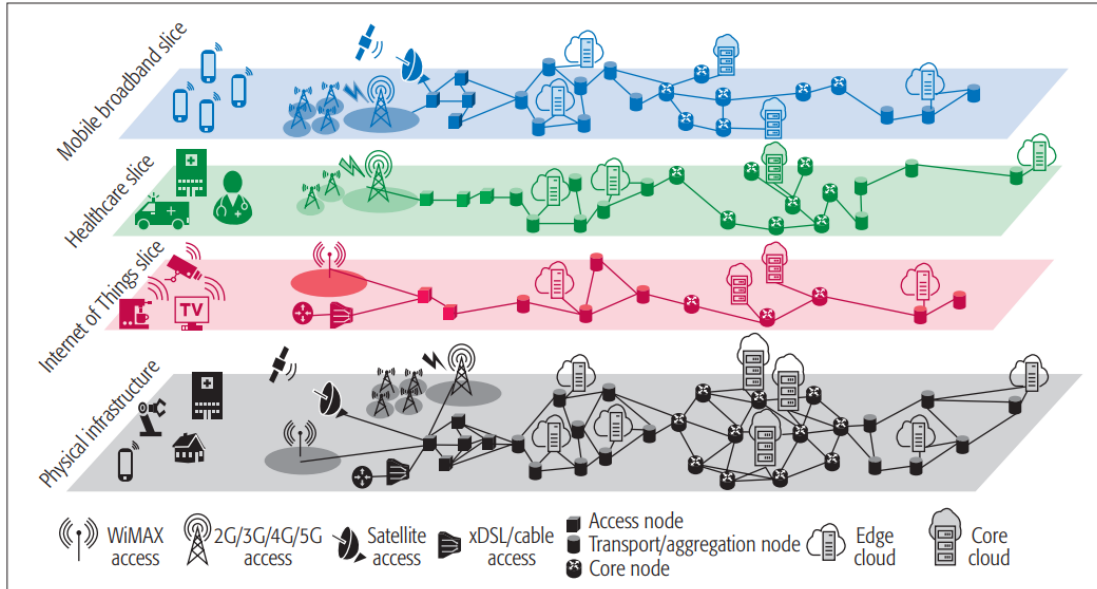 Mobile broadband slice
Healthcare slice
Internet of Things slice
TV
Physical infrastructure
WiMAX
access
2G/3G/4G/5G
access
Satellite
access
xDSL/cable
access
Access node
Transport/aggregation node
Core node
Edge
cloud
Core
cloud